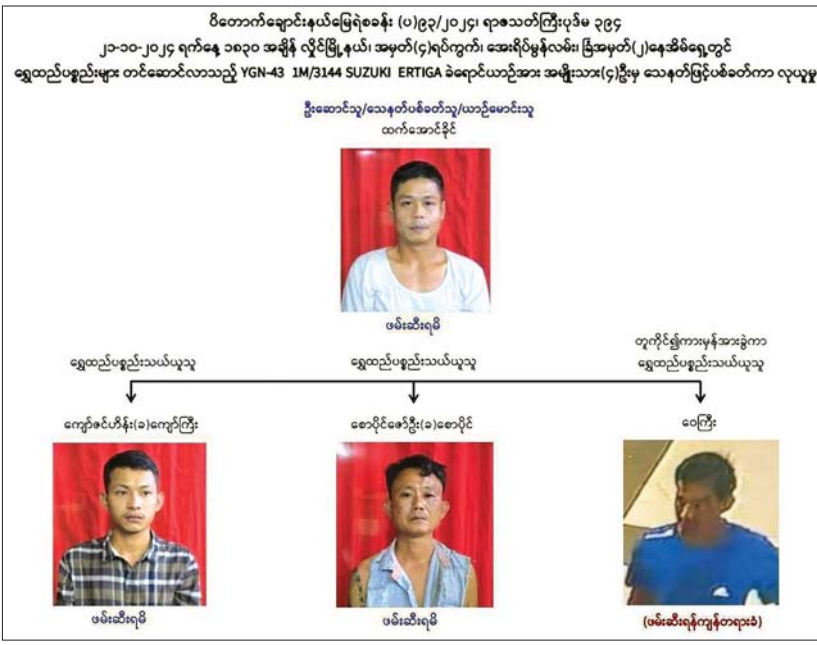 ပိတောက်ချောင်းနယ်မြေရဲစခန်း (ပ)၉၃/၂၀၂၄၊ ရာဇသတ်ကြီးပုဒ်မ ၃၉၄
၂၁-၁၀-၂၀၂၄ ရက်နေ့ ၁၈၃၀ အချိန် လှိုင်မြို့နယ်၊ အမှတ်(၄)ရပ်ကွက်၊ အေးရိပ်မွန်လမ်း၊ ခြံအမှတ်(၂)နေအိမ်ရှေ့တွင်
ရွှေထည်ပစ္စည်းများ တင်ဆောင်လာသည့် YGN-43 1M/3144 SUZUKI ERTIGA ခဲရောင်ယာဉ်အား အမျိုးသား(၄)ဦးမှ သေနတ်ဖြင့်ပစ်ခတ်ကာ လုယူမှု
ဦးဆောင်သူ/သေနတ်ပစ်ခတ်သူ/ယာဉ်မောင်းသူ
ထက်အောင်ခိုင်
ဖမ်းဆီးရမိ
ရွှေထည်ပစ္စည်းသယ်ယူသူ
ရွှေထည်ပစ္စည်းသယ်ယူသူ
တူကိုင်၍ကားမှန်အားခွဲကာ
ရွှေထည်ပစ္စည်းသယ်ယူသူ
ကျော်ဇင်ဟိန်း(ခ)ကျော်ကြီး
စောပိုင်ဇော်ဦး(ခ)စောပိုင်
ဝေကြီး
ဖမ်းဆီးရမိ
ဖမ်းဆီးရမိ
(ဖမ်းဆီးရန်ကျန်တရားခံ)